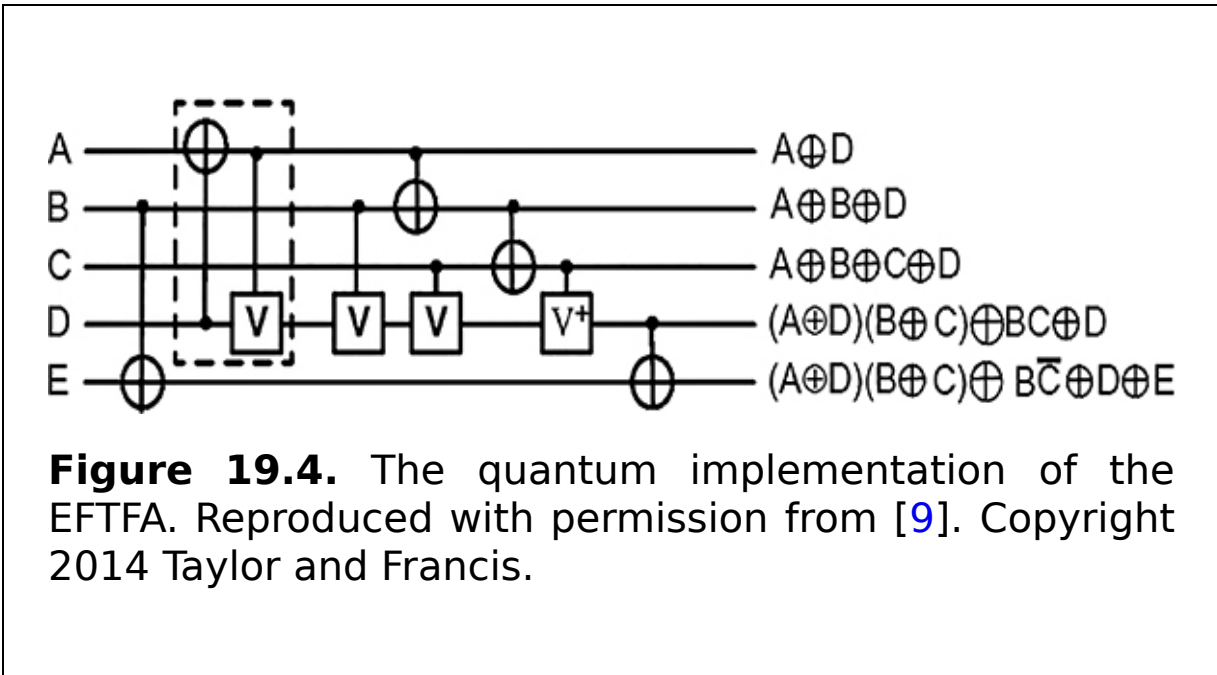 A A⊕D
B A⊕B⊕D
C A⊕B⊕C⊕D
D V V V V⁺ (A⊕D)(B⊕C)⊕BC⊕D
E (A⊕D)(B⊕C)⊕ BC̅⊕D⊕E
Figure 19.4. The quantum implementation of the
EFTFA. Reproduced with permission from [9]. Copyright
2014 Taylor and Francis.